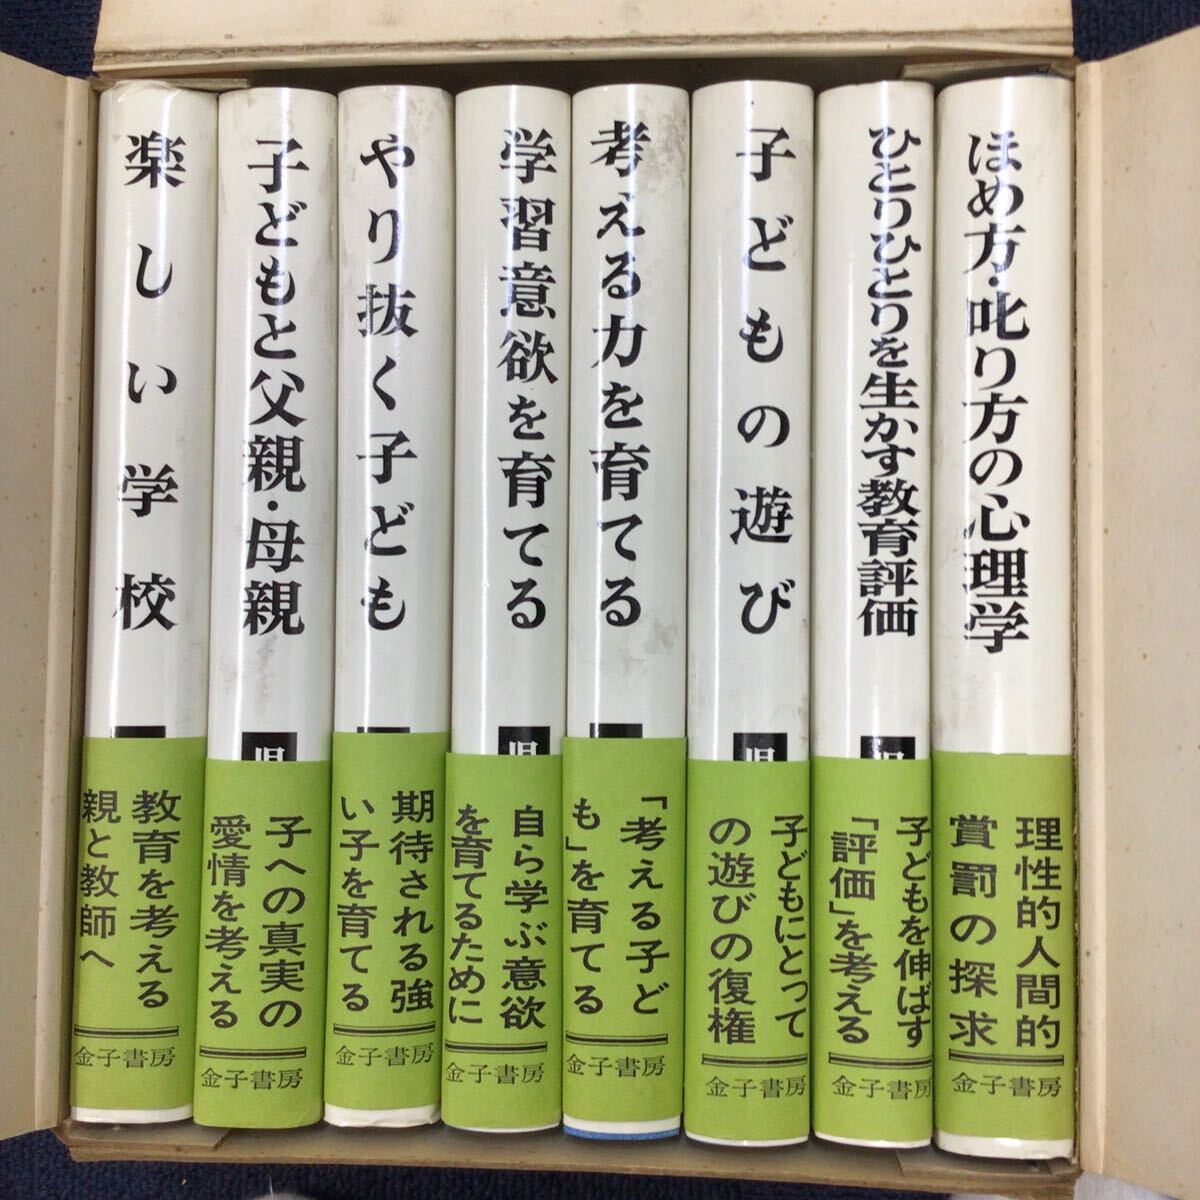 楽しい学校
教育を考える
親と教師へ
金子書房
子どもと父親・母親
子への真実の
愛情を考える
金子書房
やり抜く子ども
期待される強
い子を育てる
金子書房
学習意欲を育てる
自ら学ぶ意欲
を育てるために
金子書房
考える力を育てる
「考える子ど
も」を育てる
金子書房
子どもの遊び
子どもにとって
の遊びの復権
金子書房
ひとりひとりを生かす教育評価
子どもを伸ばす
「評価」を考える
金子書房
ほめ方・叱り方の心理学
理性的人間的
賞罰の探求
金子書房